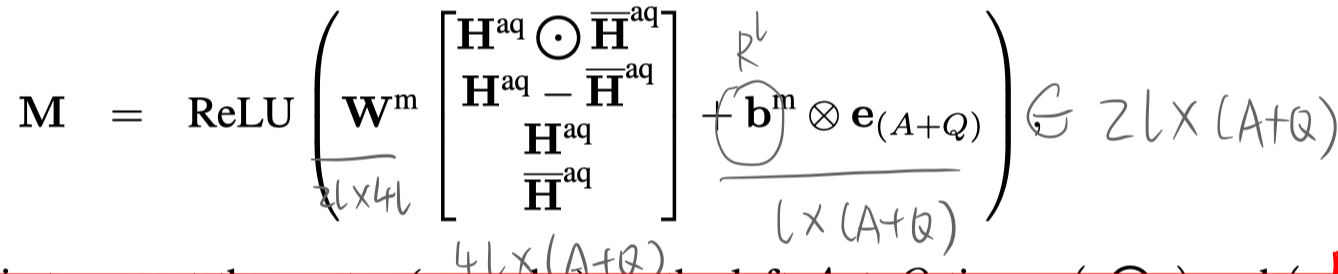 R^l
M = ReLU ( W^m [ H^aq ⨀ H̅^aq
H^aq − H̅^aq
H^aq
H̅^aq ] + b^m ⊗ e_(A+Q) ) ∈ 2l×(A+Q)
2l×4l
l×(A+Q)
4l×(A+Q)